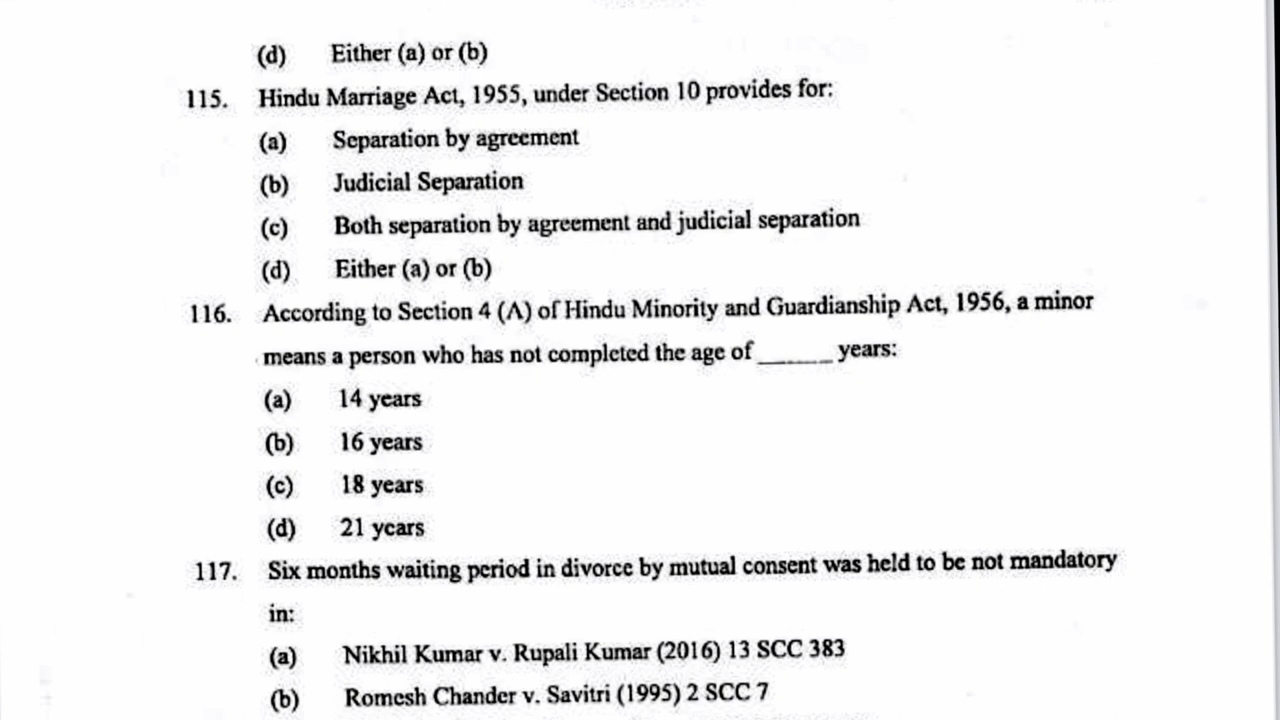 (d) Either (a) or (b)
115. Hindu Marriage Act, 1955, under Section 10 provides for:
(a) Separation by agreement
(b) Judicial Separation
(c) Both separation by agreement and judicial separation
(d) Either (a) or (b)
116. According to Section 4 (A) of Hindu Minority and Guardianship Act, 1956, a minor
means a person who has not completed the age of ______ years:
(a) 14 years
(b) 16 years
(c) 18 years
(d) 21 years
117. Six months waiting period in divorce by mutual consent was held to be not mandatory
in:
(a) Nikhil Kumar v. Rupali Kumar (2016) 13 SCC 383
(b) Romesh Chander v. Savitri (1995) 2 SCC 7